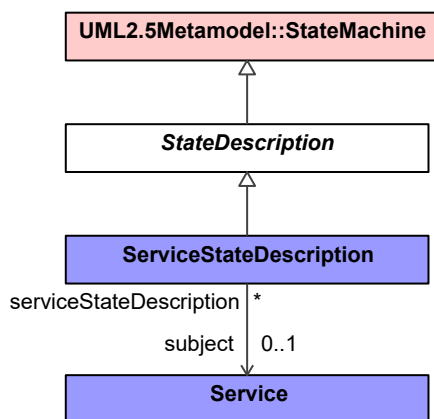 UML2.5Metamodel::StateMachine
StateDescription
ServiceStateDescription
serviceStateDescription *
subject 0..1
Service